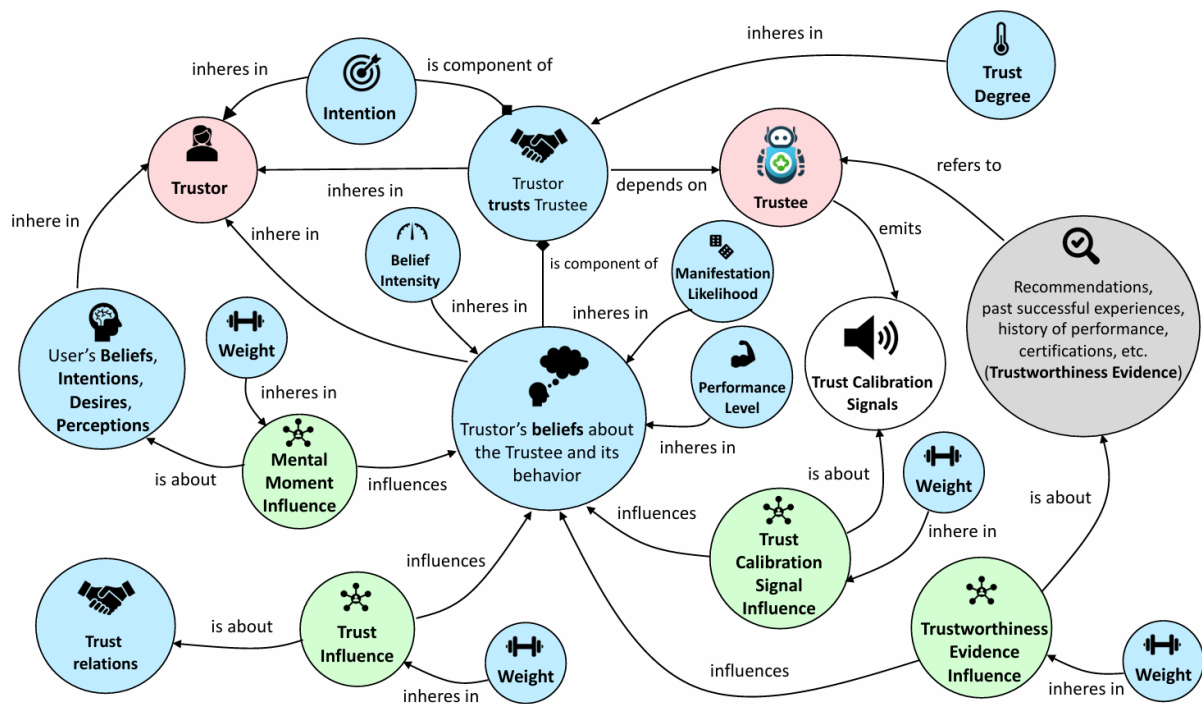 inheres in
is component of
inheres in
Intention
Trust
Degree
Trustor
inheres in
Trustor
trusts Trustee
depends on
Trustee
refers to
inhere in
inhere in
Belief
Intensity
is component of
Manifestation
Likelihood
emits
inheres in
inheres in
Recommendations,
past successful experiences,
history of performance,
certifications, etc.
(Trustworthiness Evidence)
User's Beliefs,
Intentions,
Desires,
Perceptions
Weight
inheres in
Performance
Level
Trust Calibration
Signals
Trustor's beliefs about
the Trustee and its
behavior
inheres in
is about
Mental
Moment
Influence
influences
is about
Weight
is about
influences
Trust
Calibration
Signal
Influence
inhere in
influences
Trust
relations
is about
Trust
Influence
inheres in
Weight
influences
Trustworthiness
Evidence
Influence
inheres in
Weight